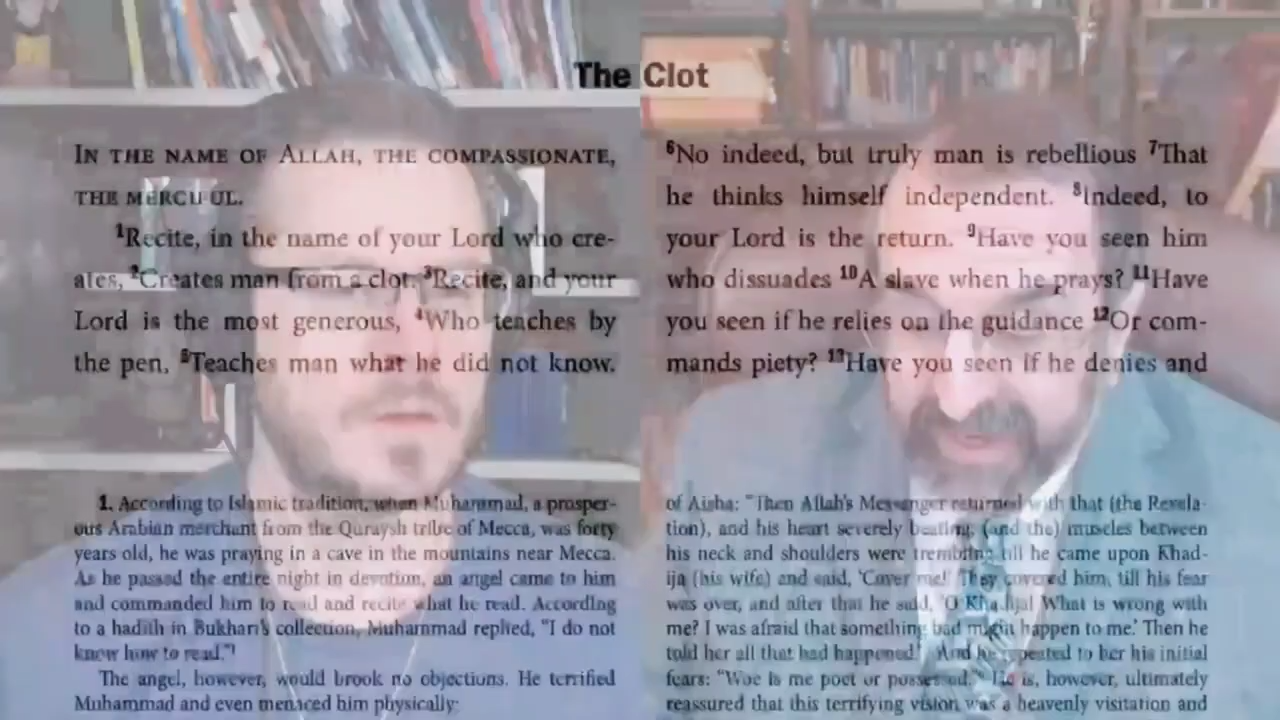 The Clot
IN THE NAME OF ALLAH, THE COMPASSIONATE,
THE MERCIFUL.
¹Recite, in the name of your Lord who cre-
ates, ²Creates man from a clot. ³Recite, and your
Lord is the most generous, ⁴Who teaches by
the pen, ⁵Teaches man what he did not know.
⁶No indeed, but truly man is rebellious ⁷That
he thinks himself independent. ⁸Indeed, to
your Lord is the return. ⁹Have you seen him
who dissuades ¹⁰A slave when he prays? ¹¹Have
you seen if he relies on the guidance ¹²Or com-
mands piety? ¹³Have you seen if he denies and
1. According to Islamic tradition, when Muhammad, a prosper-
ous Arabian merchant from the Quraysh tribe of Mecca, was forty
years old, he was praying in a cave in the mountains near Mecca.
As he passed the entire night in devotion, an angel came to him
and commanded him to read and recite what he read. According
to a hadith in Bukhari's collection, Muhammad replied, "I do not
know how to read."¹
The angel, however, would brook no objections. He terrified
Muhammad and even menaced him physically:
of Aisha: "Then Allah's Messenger returned with that (the Revela-
tion), and his heart severely beating; (and the) muscles between
his neck and shoulders were trembling till he came upon Khad-
ija (his wife) and said, 'Cover me!' They covered him, till his fear
was over, and after that he said, 'O Khadija! What is wrong with
me? I was afraid that something bad might happen to me.' Then he
told her all that had happened." And he repeated to her his initial
fears: "Woe is me poet or possessed." He is, however, ultimately
reassured that this terrifying vision was a heavenly visitation and